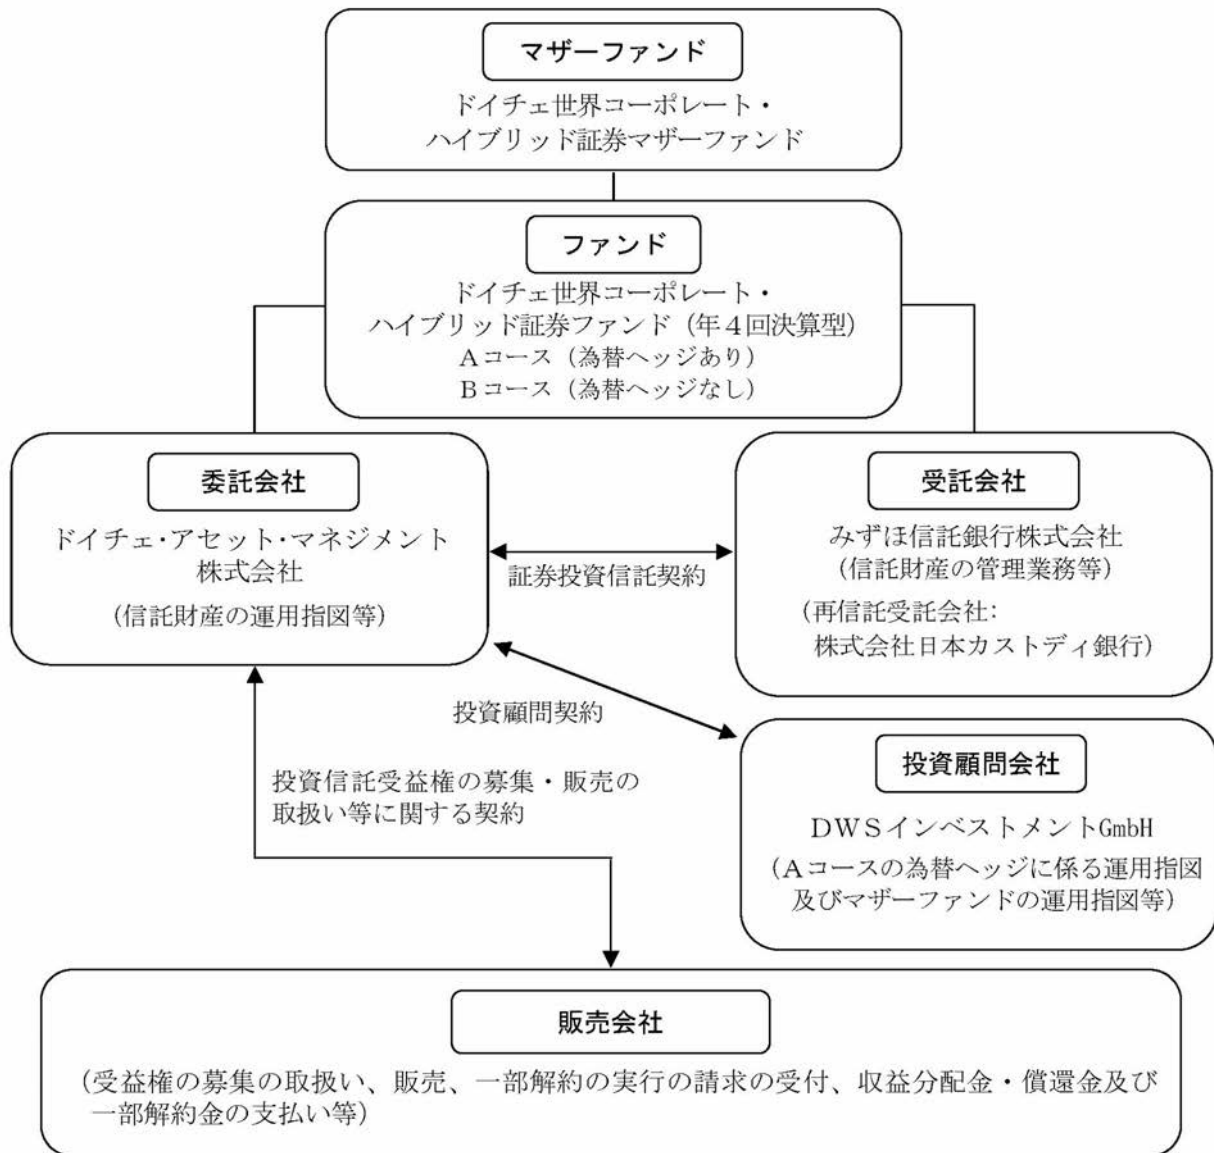 マザーファンド
ドイチェ世界コーポレート・
ハイブリッド証券マザーファンド
ファンド
ドイチェ世界コーポレート・
ハイブリッド証券ファンド（年４回決算型）
Ａコース（為替ヘッジあり）
Ｂコース（為替ヘッジなし）
委託会社
ドイチェ・アセット・マネジメント
株式会社
(信託財産の運用指図等)
証券投資信託契約
受託会社
みずほ信託銀行株式会社
(信託財産の管理業務等)
(再信託受託会社:
株式会社日本カストディ銀行)
投資顧問契約
投資信託受益権の募集・販売の
取扱い等に関する契約
投資顧問会社
ＤＷＳインベストメントGmbH
(Ａコースの為替ヘッジに係る運用指図
及びマザーファンドの運用指図等)
販売会社
(受益権の募集の取扱い、販売、一部解約の実行の請求の受付、収益分配金・償還金及び
一部解約金の支払い等)